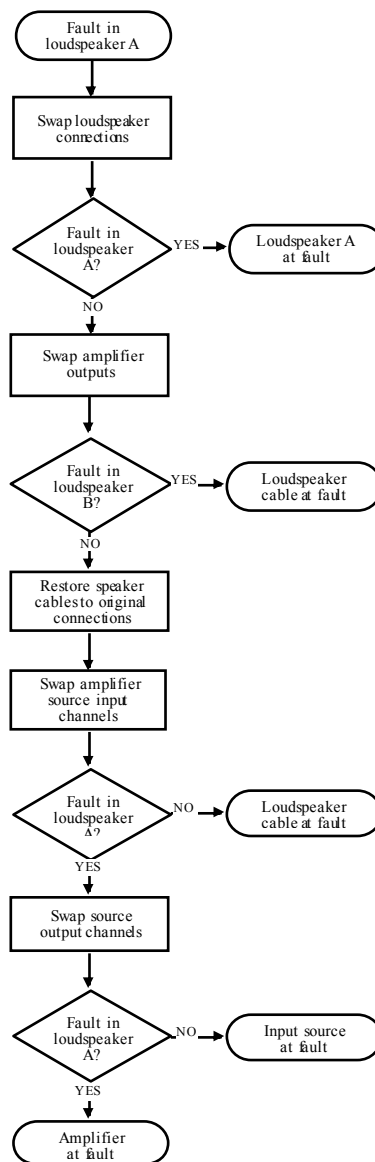 Fault in
loudspeaker A
Swap loudspeaker
connections
Fault in
loudspeaker
A?
YES
Loudspeaker A
at fault
NO
Swap amplifier
outputs
Fault in
loudspeaker
B?
YES
Loudspeaker
cable at fault
NO
Restore speaker
cables to original
connections
Swap amplifier
source input
channels
Fault in
loudspeaker
A?
NO
Loudspeaker
cable at fault
YES
Swap source
output channels
Fault in
loudspeaker
A?
NO
Input source
at fault
YES
Amplifier
at fault